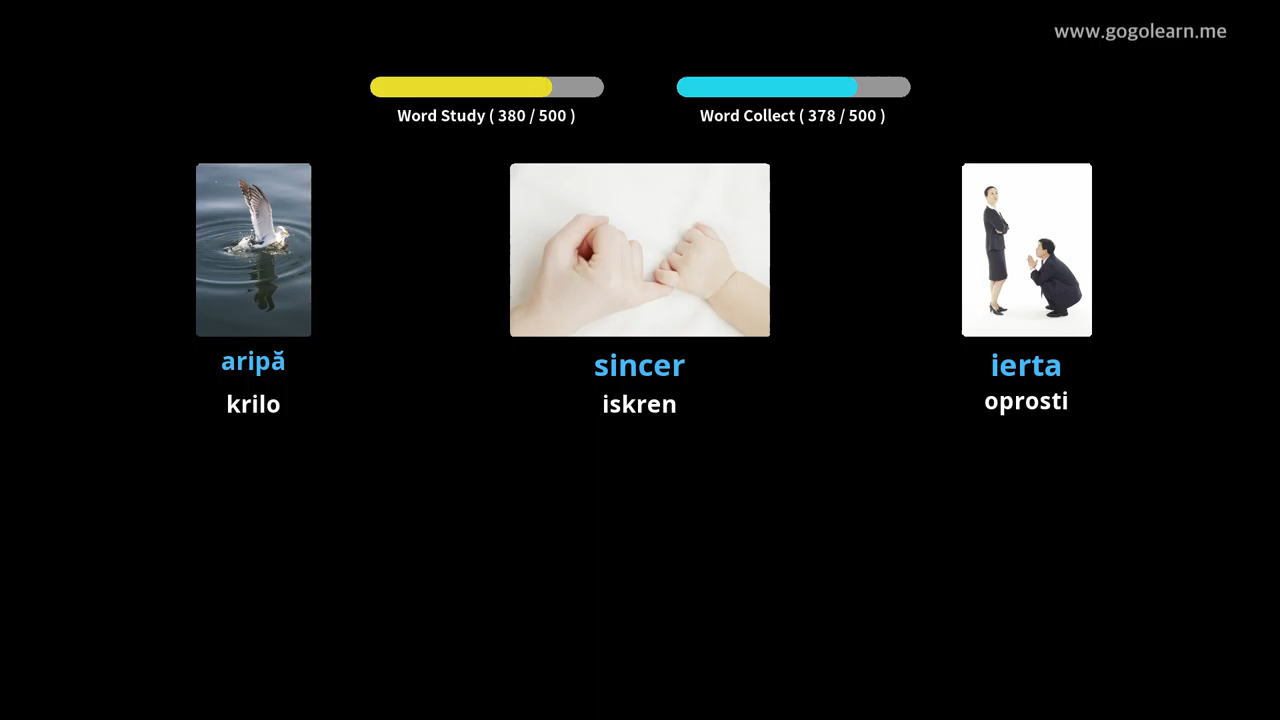 www.gogolearn.me
Word Study ( 380 / 500 )
Word Collect ( 378 / 500 )
aripă
sincer
ierta
krilo
iskren
oprosti